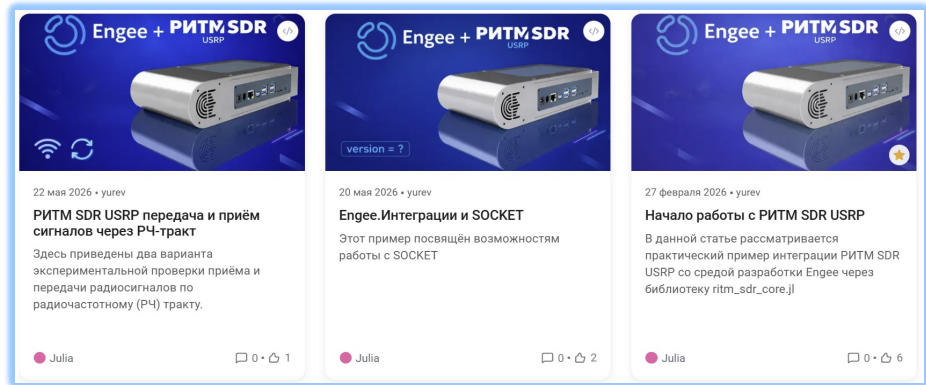 Engee + РИТМ SDR
USRP
22 мая 2026 • yurev
РИТМ SDR USRP передача и приём
сигналов через РЧ-тракт
Здесь приведены два варианта
экспериментальной проверки приёма и
передачи радиосигналов по
радиочастотному (РЧ) тракту.
Julia
0 • 1
Engee + РИТМ SDR
USRP
version = ?
20 мая 2026 • yurev
Engee.Интеграции и SOCKET
Этот пример посвящён возможностям
работы с SOCKET
Julia
0 • 2
Engee + РИТМ SDR
USRP
27 февраля 2026 • yurev
Начало работы с РИТМ SDR USRP
В данной статье рассматривается
практический пример интеграции РИТМ SDR
USRP со средой разработки Engee через
библиотеку ritm_sdr_core.jl
Julia
0 • 6